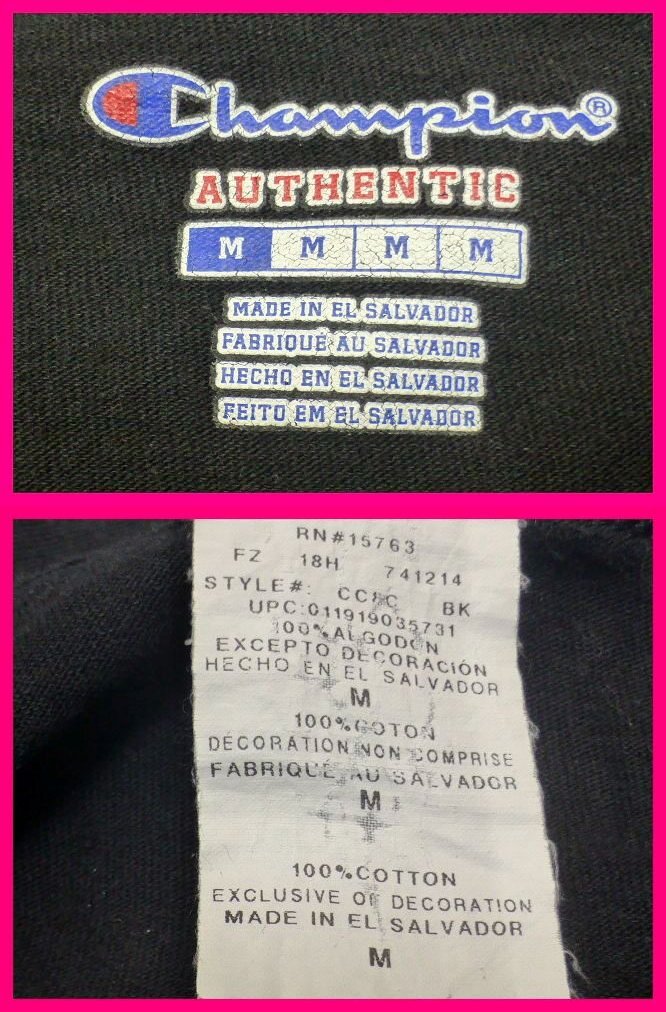 Champion®
AUTHENTIC
M M M M
MADE IN EL SALVADOR
FABRIQUÉ AU SALVADOR
HECHO EN EL SALVADOR
FEITO EM EL SALVADOR
RN#15763
FZ 18H 741214
STYLE#: CC8C BK
UPC:011919035731
100%ALGODON
EXCEPTO DECORACIÓN
HECHO EN EL SALVADOR
M
100%COTON
DÉCORATION NON COMPRISE
FABRIQUÉ AU SALVADOR
M
100%COTTON
EXCLUSIVE OF DECORATION
MADE IN EL SALVADOR
M